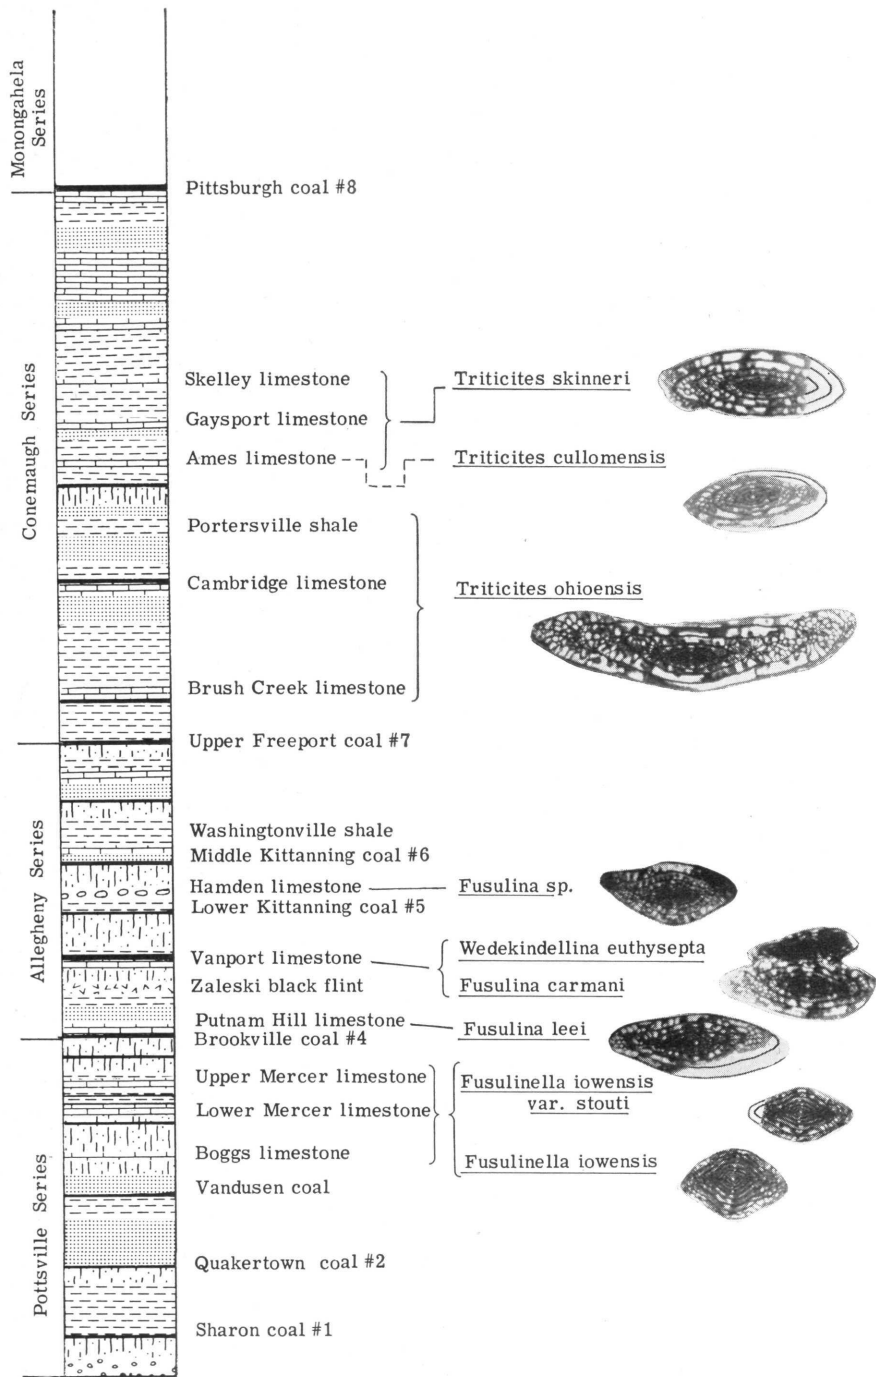 Monongahela
Series
Pittsburgh coal #8
Conemaugh Series
Skelley limestone
Triticites skinneri
Gaysport limestone
Ames limestone
Triticites cullomensis
Portersville shale
Cambridge limestone
Triticites ohioensis
Brush Creek limestone
Upper Freeport coal #7
Allegheny Series
Washingtonville shale
Middle Kittanning coal #6
Hamden limestone
Fusulina sp.
Lower Kittanning coal #5
Wedekindellina euthysepta
Vanport limestone
Zaleski black flint
Fusulina carmani
Putnam Hill limestone
Fusulina leei
Brookville coal #4
Pottsville Series
Upper Mercer limestone
Fusulinella iowensis
var. stouti
Lower Mercer limestone
Boggs limestone
Fusulinella iowensis
Vandusen coal
Quakertown coal #2
Sharon coal #1